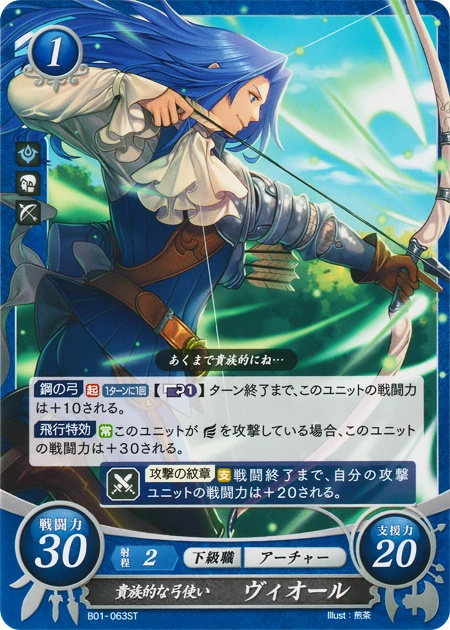 1
あくまで貴族的にね…
鋼の弓 起 1ターンに1回 【1】ターン終了まで、このユニットの戦闘力
は+10される。
飛行特効 常 このユニットが を攻撃している場合、このユニット
の戦闘力は+30される。
攻撃の紋章 支 戦闘終了まで、自分の攻撃
ユニットの戦闘力は+20される。
戦闘力
30
射程 2 下級職 アーチャー
支援力
20
貴族的な弓使い ヴィオール
B01-063ST Illust:煎茶